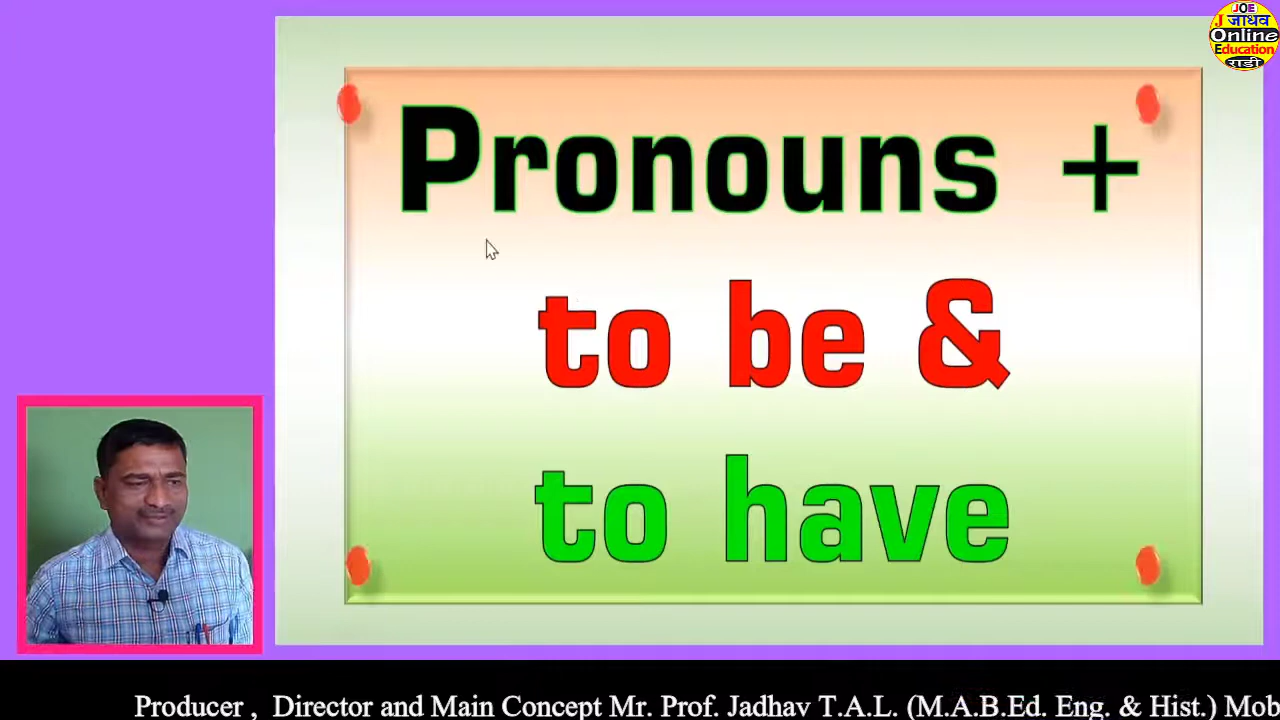 JOE
J जाधव
Online
Education
राडी
Pronouns +
to be &
to have
Producer , Director and Main Concept Mr. Prof. Jadhav T.A.L. (M.A.B.Ed. Eng. & Hist.) Mob